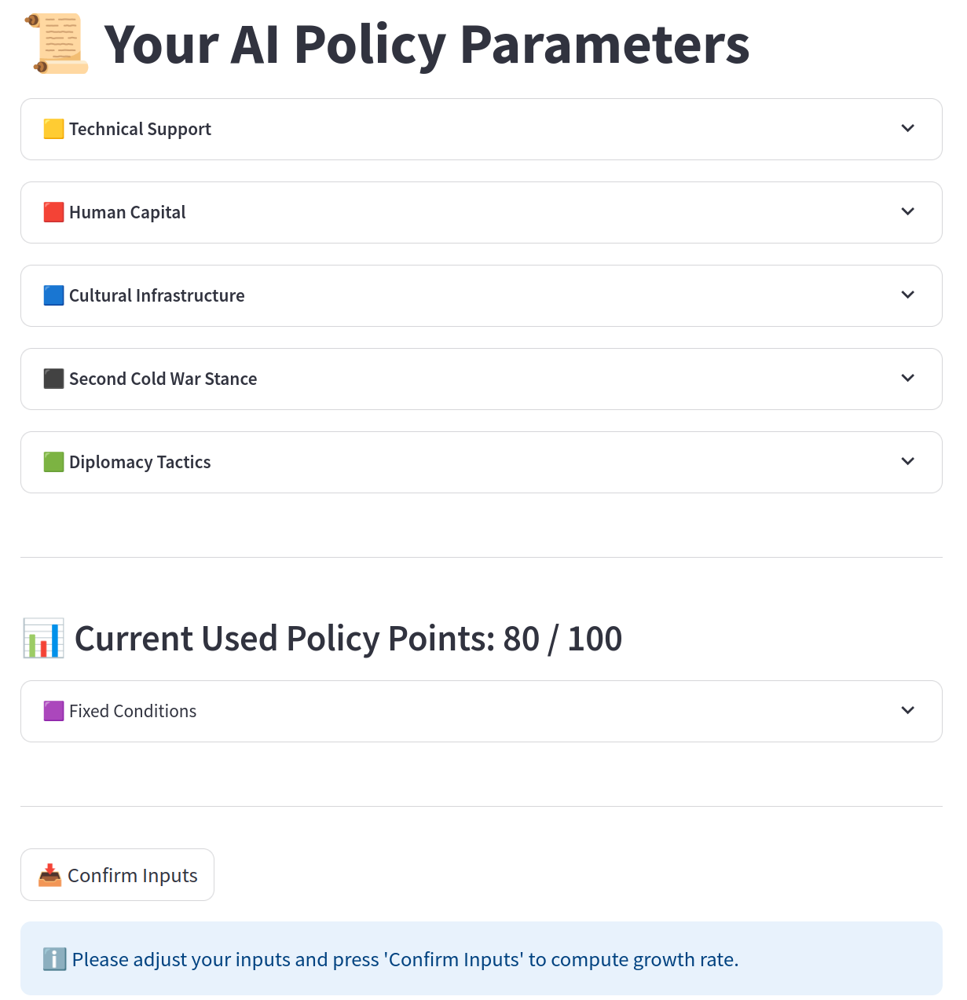 📜 Your AI Policy Parameters
🟨 Technical Support
🟥 Human Capital
🟦 Cultural Infrastructure
⬛ Second Cold War Stance
🟩 Diplomacy Tactics
📊 Current Used Policy Points: 80 / 100
🟪 Fixed Conditions
📥 Confirm Inputs
ℹ️ Please adjust your inputs and press 'Confirm Inputs' to compute growth rate.